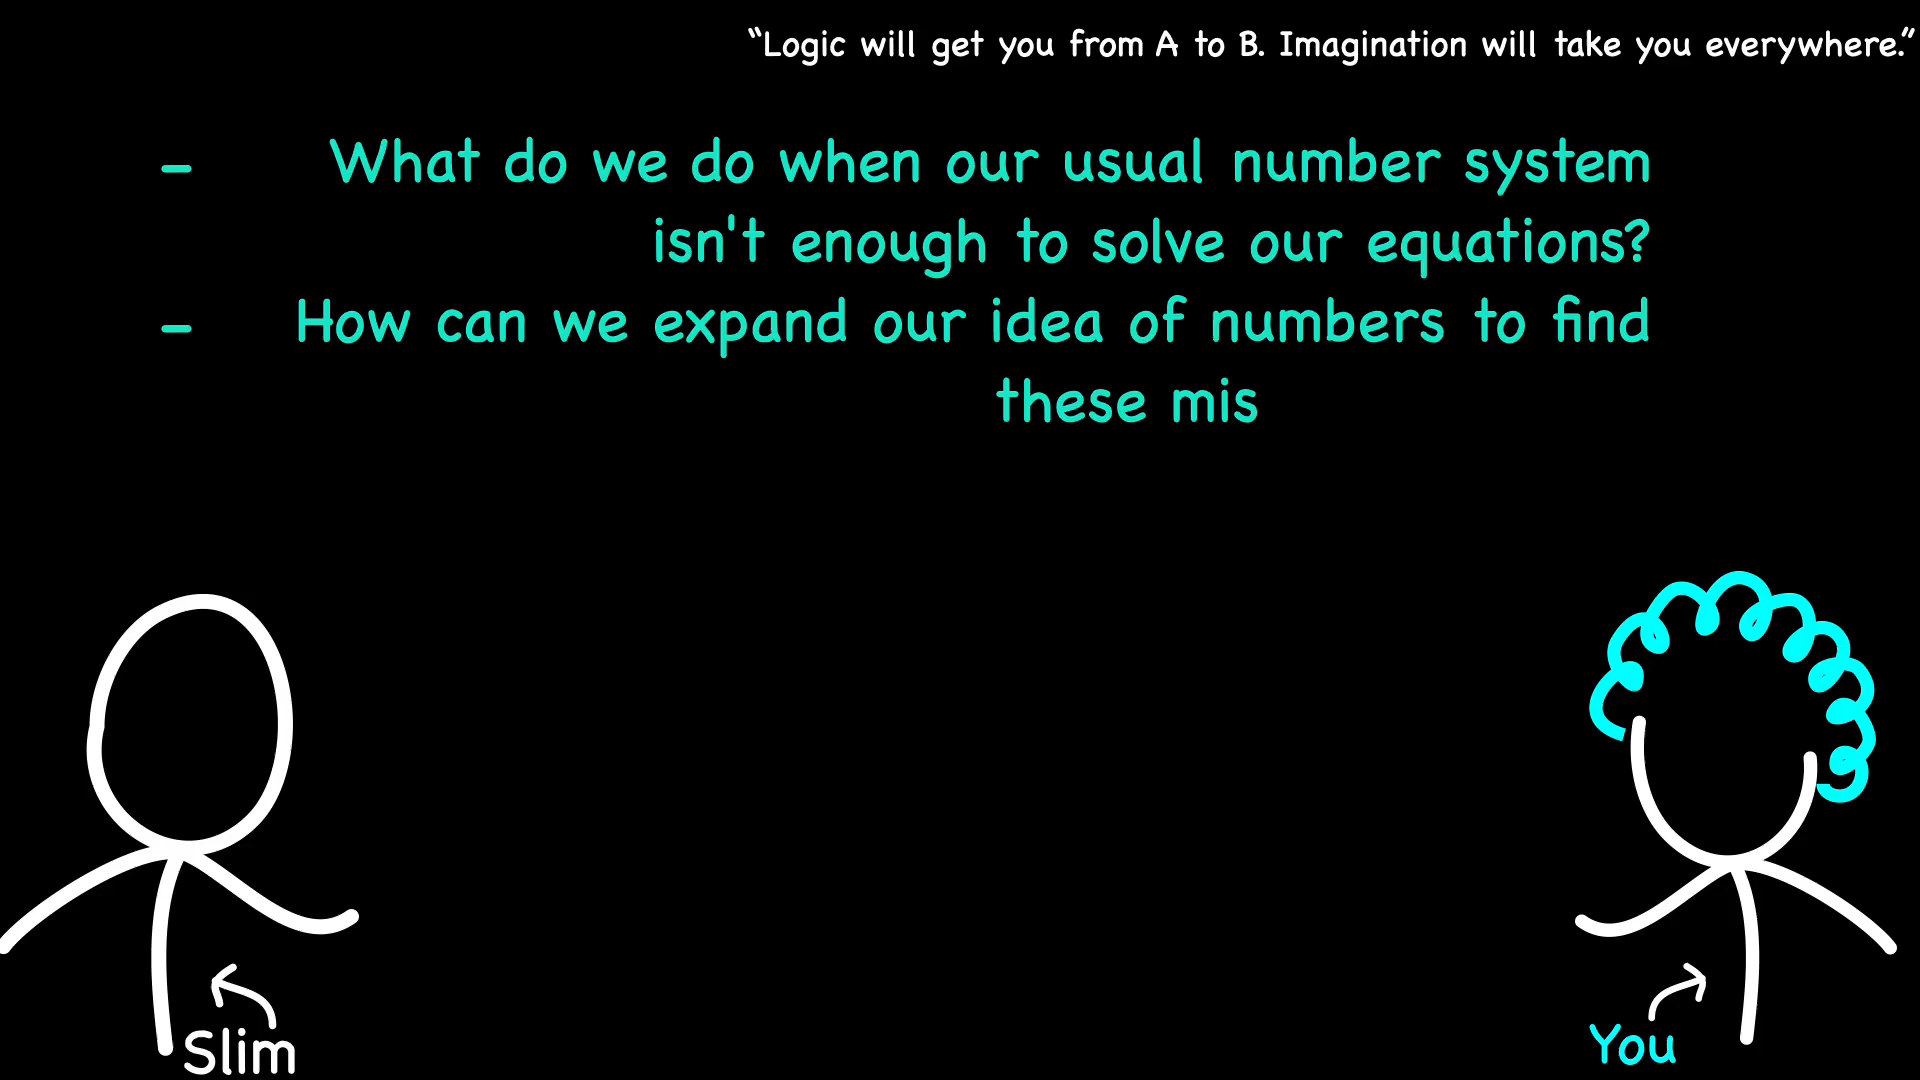 “Logic will get you from A to B. Imagination will take you everywhere.”
- What do we do when our usual number system
isn't enough to solve our equations?
- How can we expand our idea of numbers to find
these mis
Slim
You